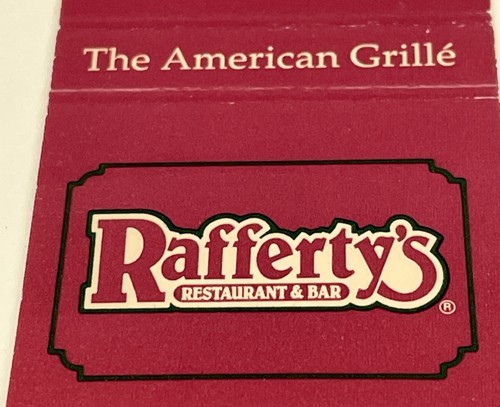 The American Grillé
Rafferty's
RESTAURANT & BAR
®